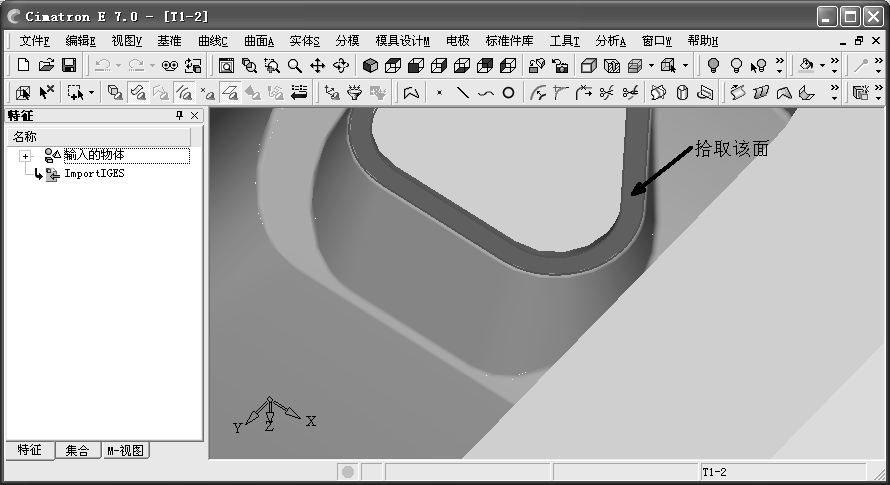 Cimatron E 7.0 - [T1-2]
文件F 编辑E 视图V 基准 曲线C 曲面A 实体S 分模 模具设计M 电极 标准件库 工具T 分析A 窗口W 帮助H
特征
名称
输入的物体
ImportIGES
拾取该面
Y
Z
X
特征 集合 M-视图
T1-2